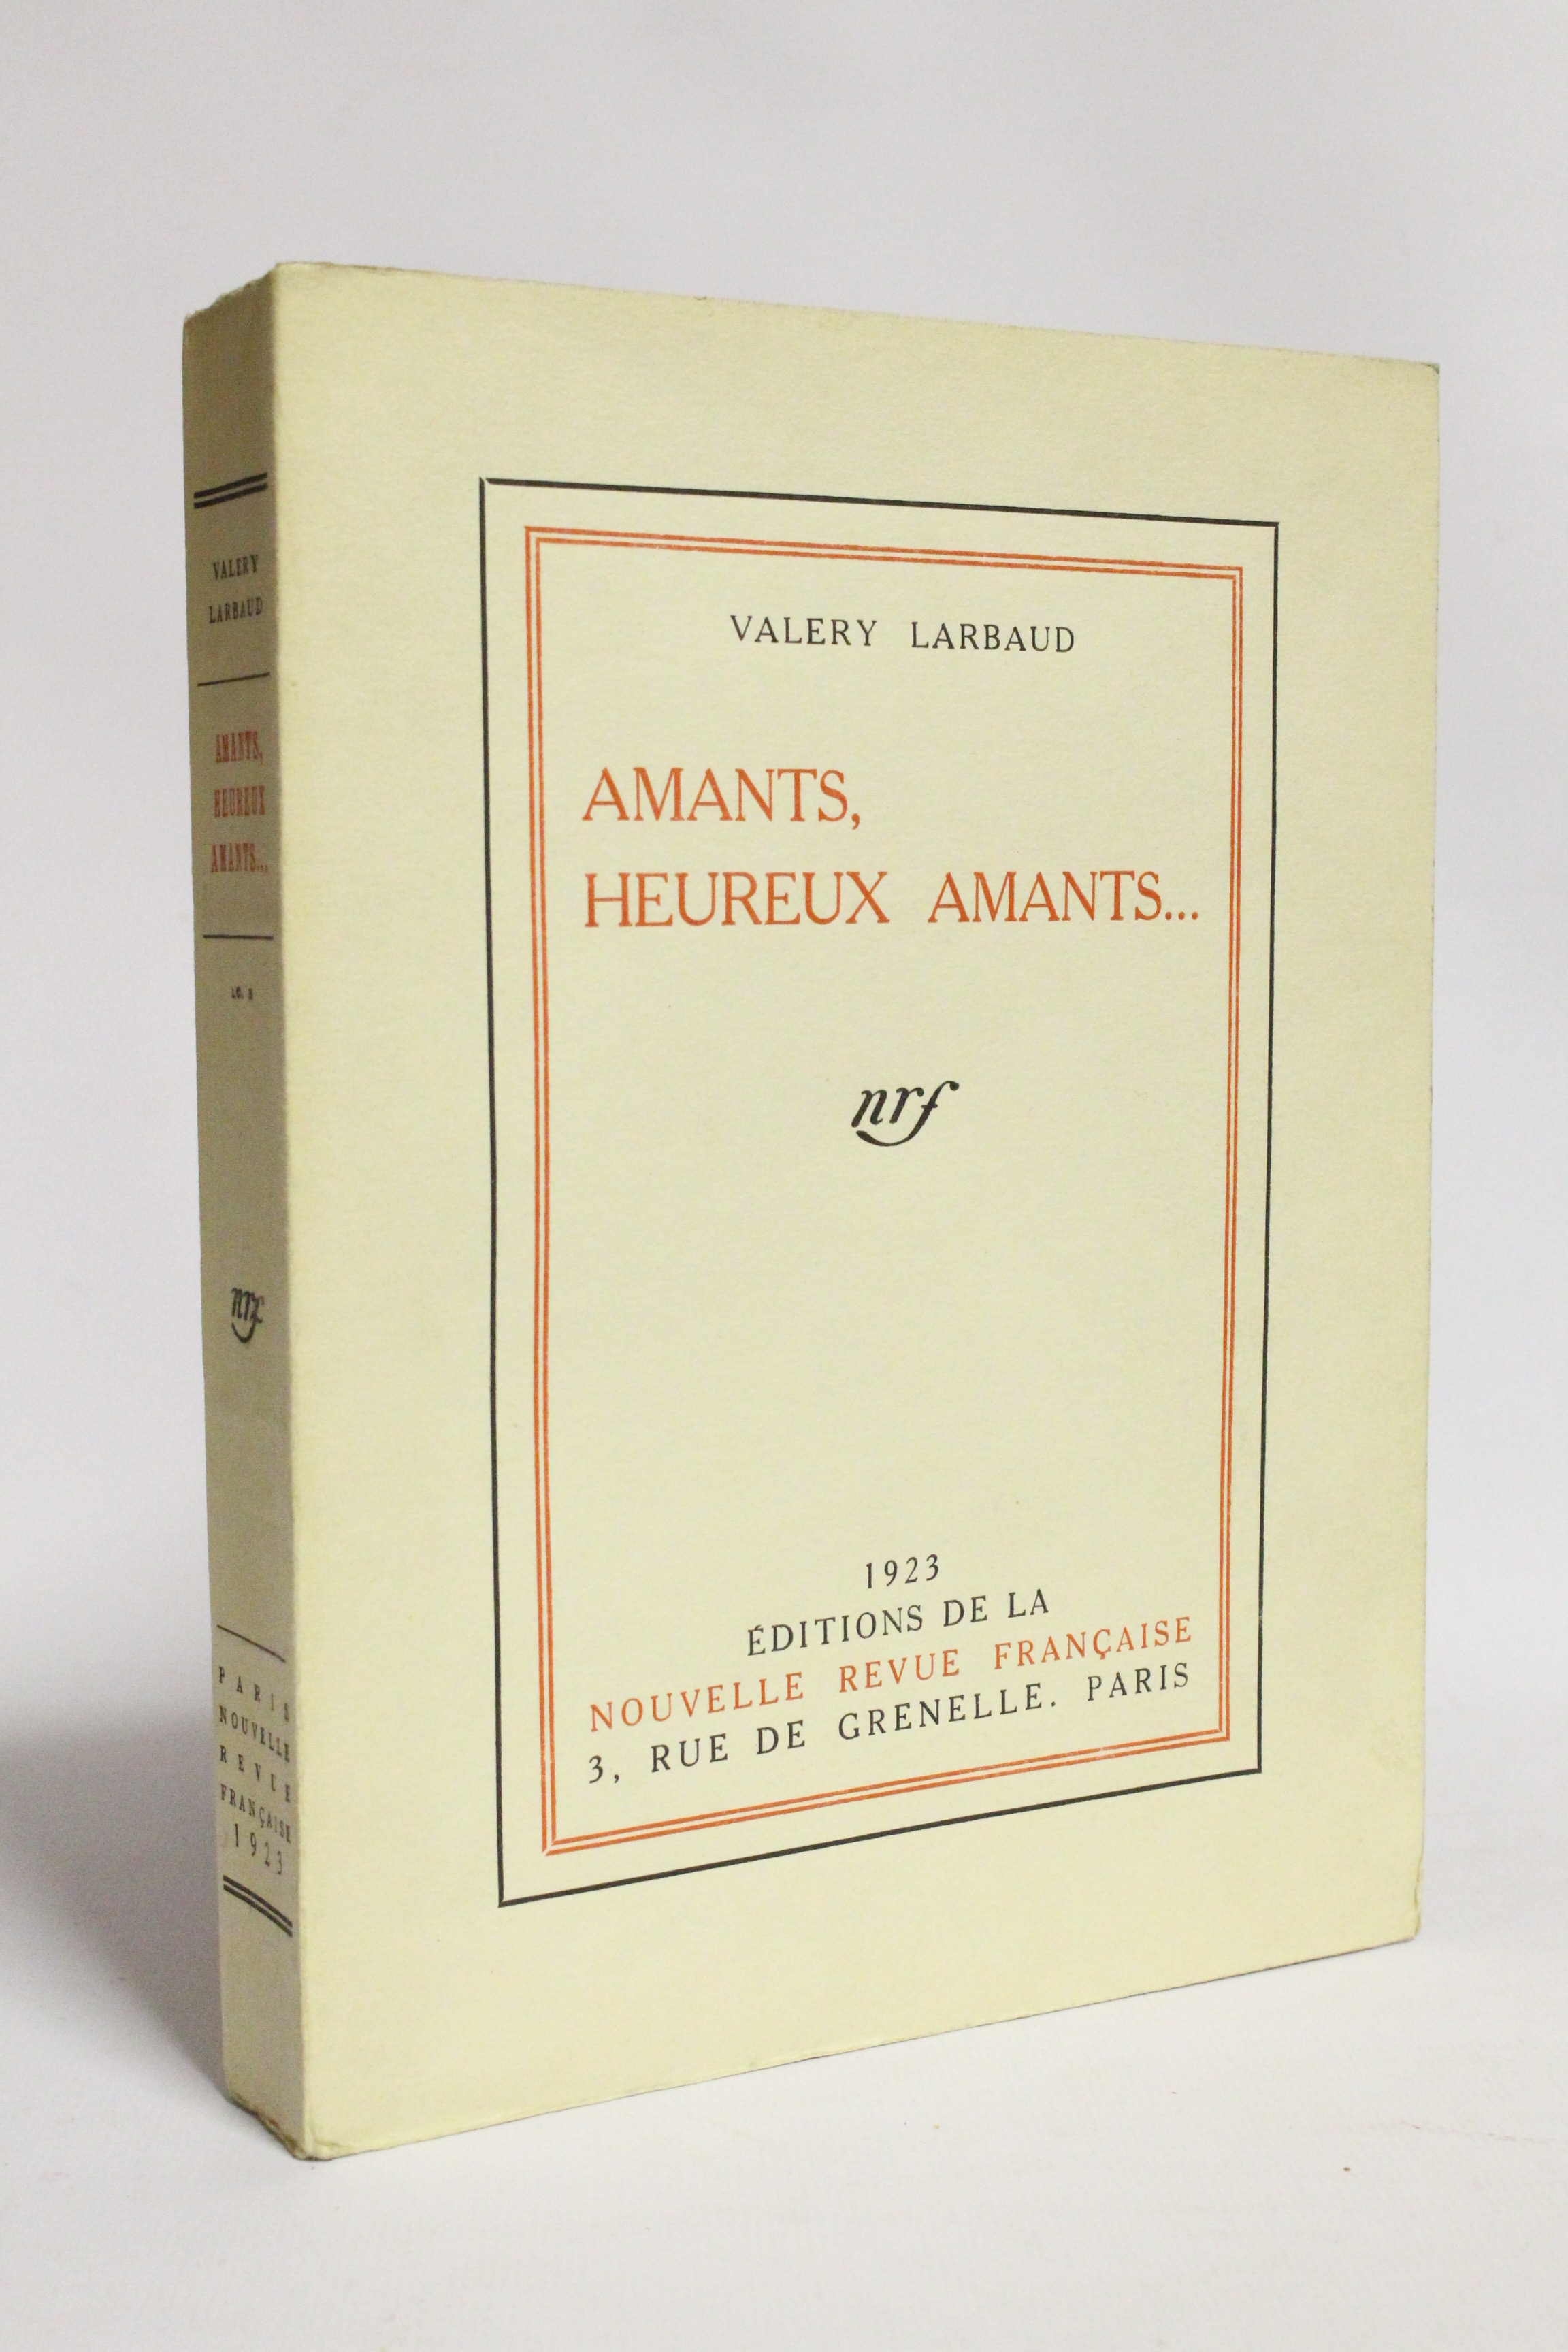 VALERY LARBAUD
AMANTS,
HEUREUX AMANTS...
nrf
1923
ÉDITIONS DE LA
NOUVELLE REVUE FRANÇAISE
3, RUE DE GRENELLE. PARIS
VALERY
LARBAUD
AMANTS,
HEUREUX
AMANTS...
nrf
PARIS
NOUVELLE
REVUE
FRANÇAISE
1923